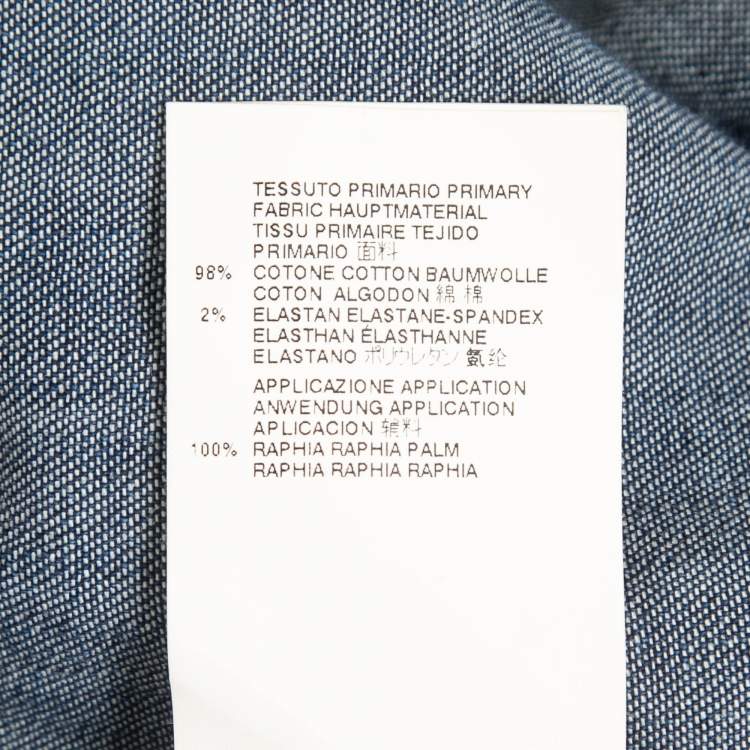 TESSUTO PRIMARIO PRIMARY
FABRIC HAUPTMATERIAL
TISSU PRIMAIRE TEJIDO
PRIMARIO 面料
98% COTONE COTTON BAUMWOLLE
COTON ALGODON 綿 棉
2% ELASTAN ELASTANE-SPANDEX
ELASTHAN ÉLASTHANNE
ELASTANO ポリウレタン 氨纶
APPLICAZIONE APPLICATION
ANWENDUNG APPLICATION
APLICACION 辅料
100% RAPHIA RAPHIA PALM
RAPHIA RAPHIA RAPHIA